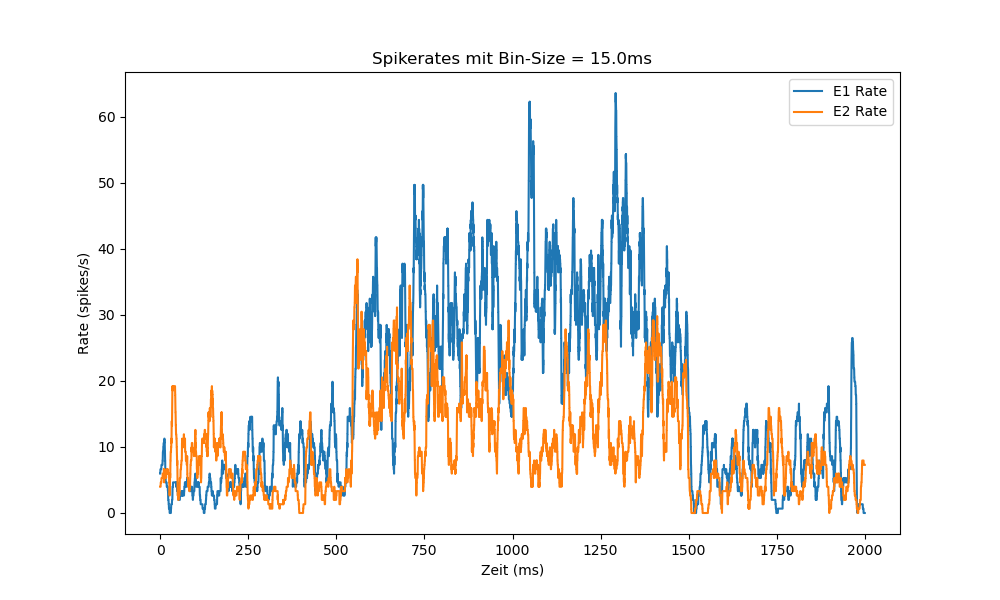 Spikerates mit Bin-Size = 15.0ms
E1 Rate
E2 Rate
60
50
40
30
20
10
0
Rate (spikes/s)
0 250 500 750 1000 1250 1500 1750 2000
Zeit (ms)